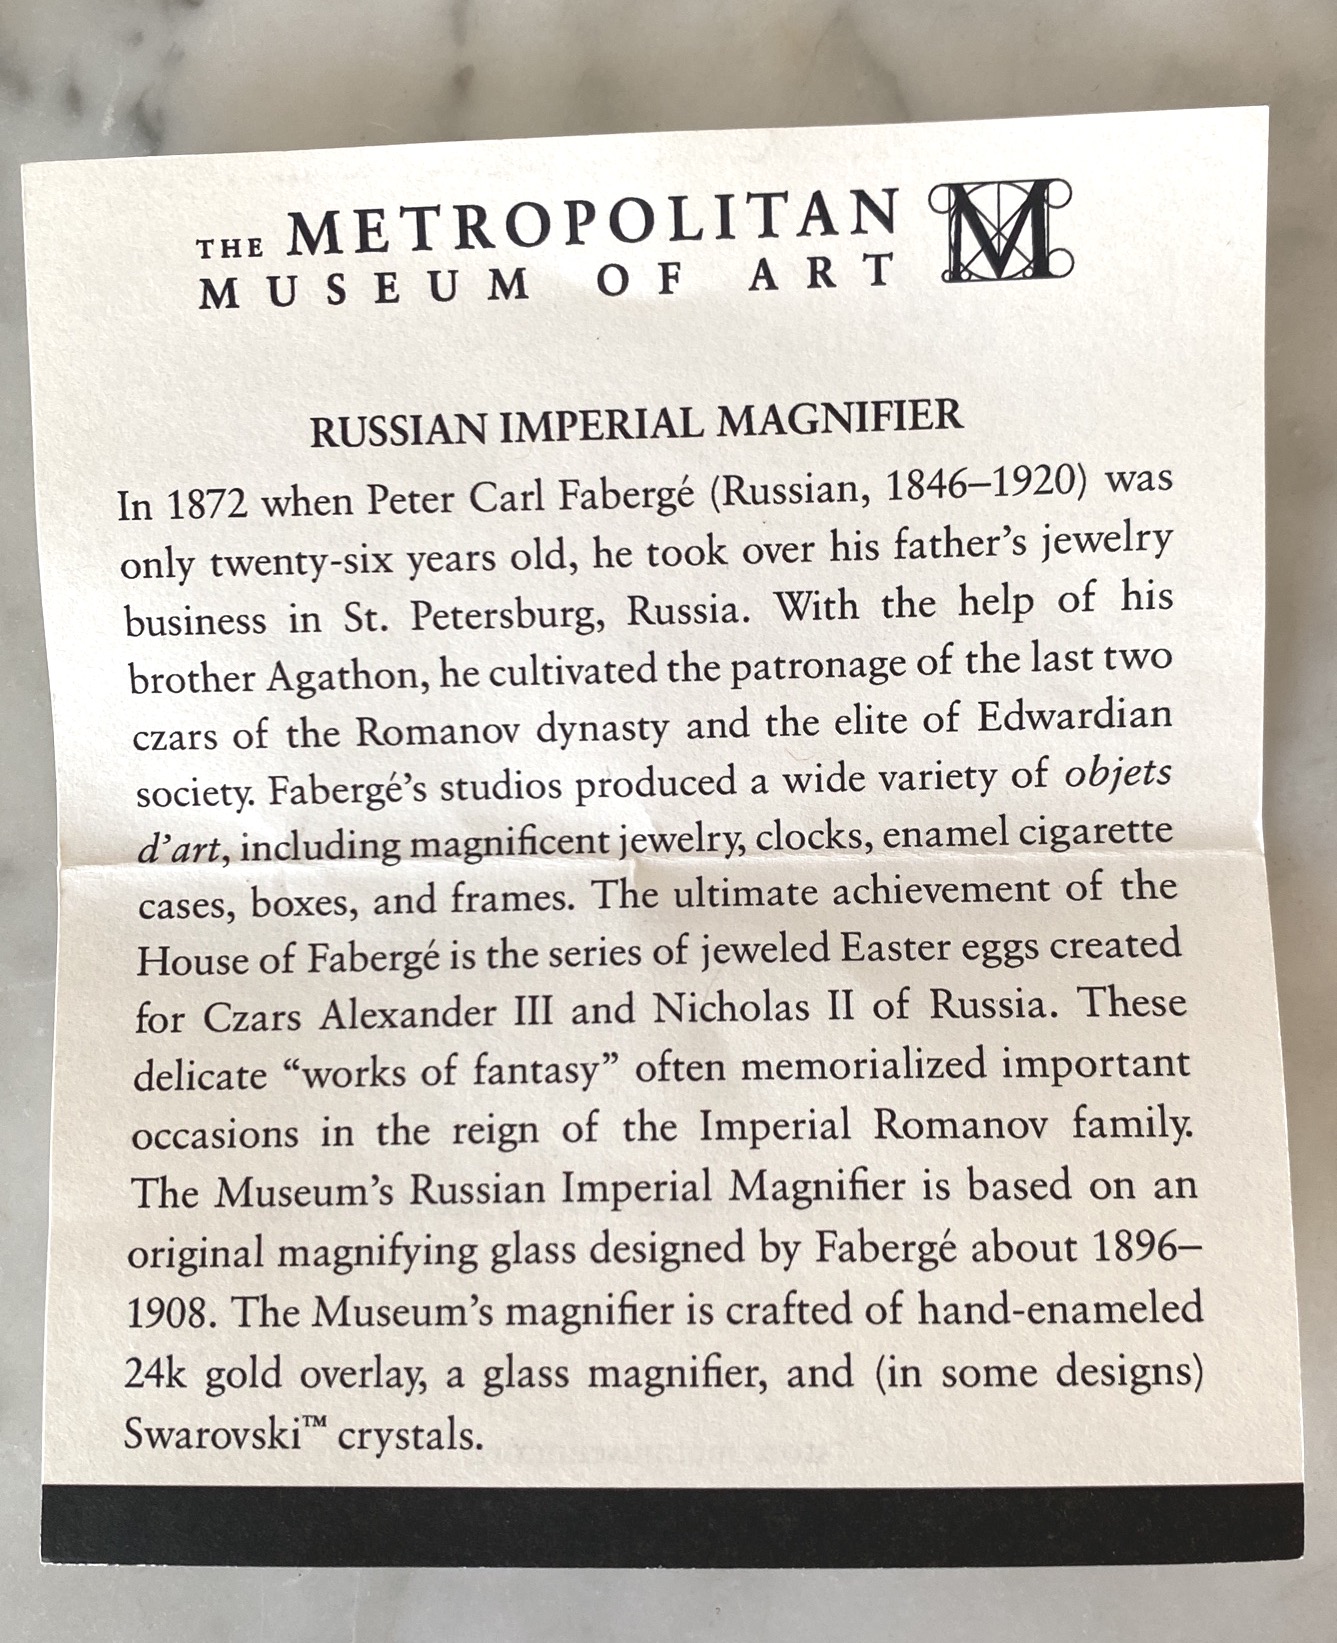 THE METROPOLITAN
MUSEUM OF ART M
RUSSIAN IMPERIAL MAGNIFIER
In 1872 when Peter Carl Fabergé (Russian, 1846–1920) was
only twenty-six years old, he took over his father’s jewelry
business in St. Petersburg, Russia. With the help of his
brother Agathon, he cultivated the patronage of the last two
czars of the Romanov dynasty and the elite of Edwardian
society. Fabergé’s studios produced a wide variety of objets
d’art, including magnificent jewelry, clocks, enamel cigarette
cases, boxes, and frames. The ultimate achievement of the
House of Fabergé is the series of jeweled Easter eggs created
for Czars Alexander III and Nicholas II of Russia. These
delicate “works of fantasy” often memorialized important
occasions in the reign of the Imperial Romanov family.
The Museum’s Russian Imperial Magnifier is based on an
original magnifying glass designed by Fabergé about 1896–
1908. The Museum’s magnifier is crafted of hand-enameled
24k gold overlay, a glass magnifier, and (in some designs)
Swarovski™ crystals.